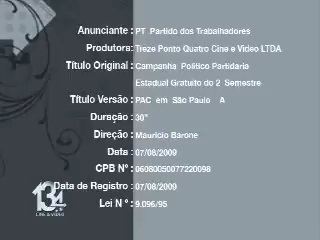 Anunciante : PT Partido dos Trabalhadores
Produtora: Treze Ponto Quatro Cine e Vídeo LTDA
Título Original : Campanha Político Partidária
Estadual Gratuito do 2 Semestre
Título Versão : PAC em São Paulo A
Duração : 30"
Direção : Mauricio Barone
Data : 07/08/2009
CPB Nº : 06080050077220098
Data de Registro : 07/08/2009
Lei N º : 9.096/95
13.4
CINE & VÍDEO